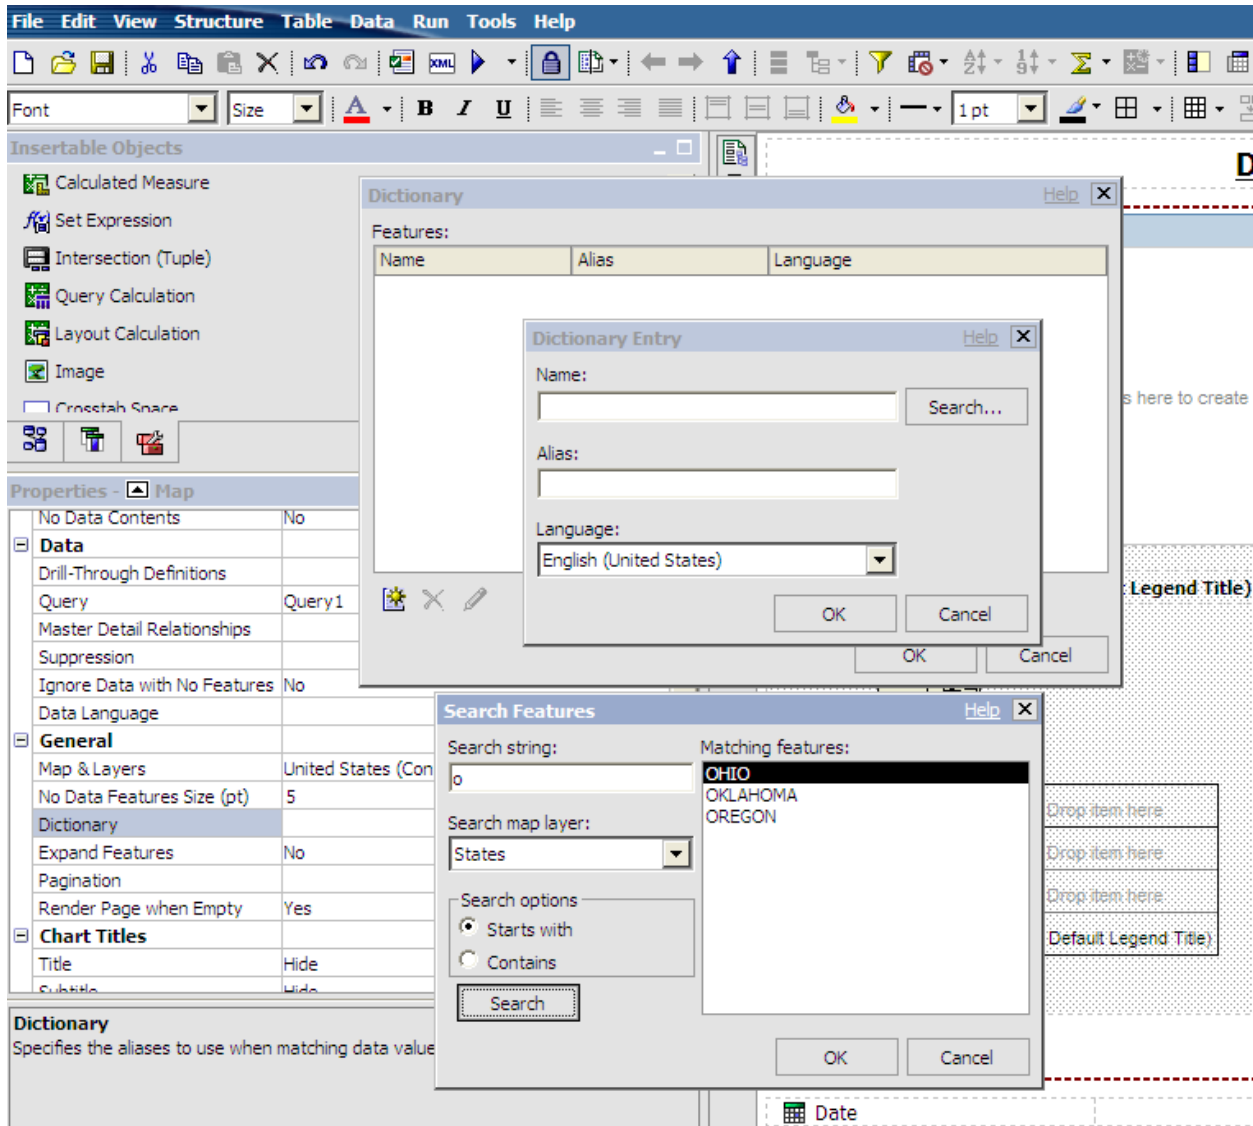 File Edit View Structure Table Data Run Tools Help
XML
Font Size A B I U 1 pt
Insertable Objects
Calculated Measure
Set Expression
Intersection (Tuple)
Query Calculation
Layout Calculation
Image
Crosstab Space
Properties - Map
No Data Contents No
Data
Drill-Through Definitions
Query Query1
Master Detail Relationships
Suppression
Ignore Data with No Features No
Data Language
General
Map & Layers United States (Con
No Data Features Size (pt) 5
Dictionary
Expand Features No
Pagination
Render Page when Empty Yes
Chart Titles
Title Hide
Subtitle Hide
Dictionary
Specifies the aliases to use when matching data value
Dictionary Help
Features:
Name Alias Language
OK Cancel
Dictionary Entry Help
Name:
Search...
Alias:
Language:
English (United States)
OK Cancel
Search Features Help
Search string:
o
Search map layer:
States
Search options
Starts with
Contains
Search
Matching features:
OHIO
OKLAHOMA
OREGON
OK Cancel
D
s here to create
Legend Title)
Drop item here
Drop item here
Drop item here
Default Legend Title)
Date